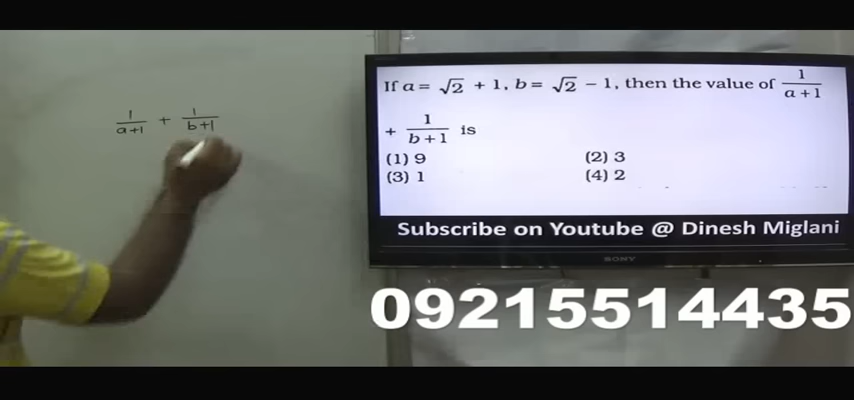 1/(a+1) + 1/(b+1)
If a = √2 + 1, b = √2 − 1, then the value of 1/(a+1)
+ 1/(b+1) is
(1) 9 (2) 3
(3) 1 (4) 2
Subscribe on Youtube @ Dinesh Miglani
SONY
09215514435